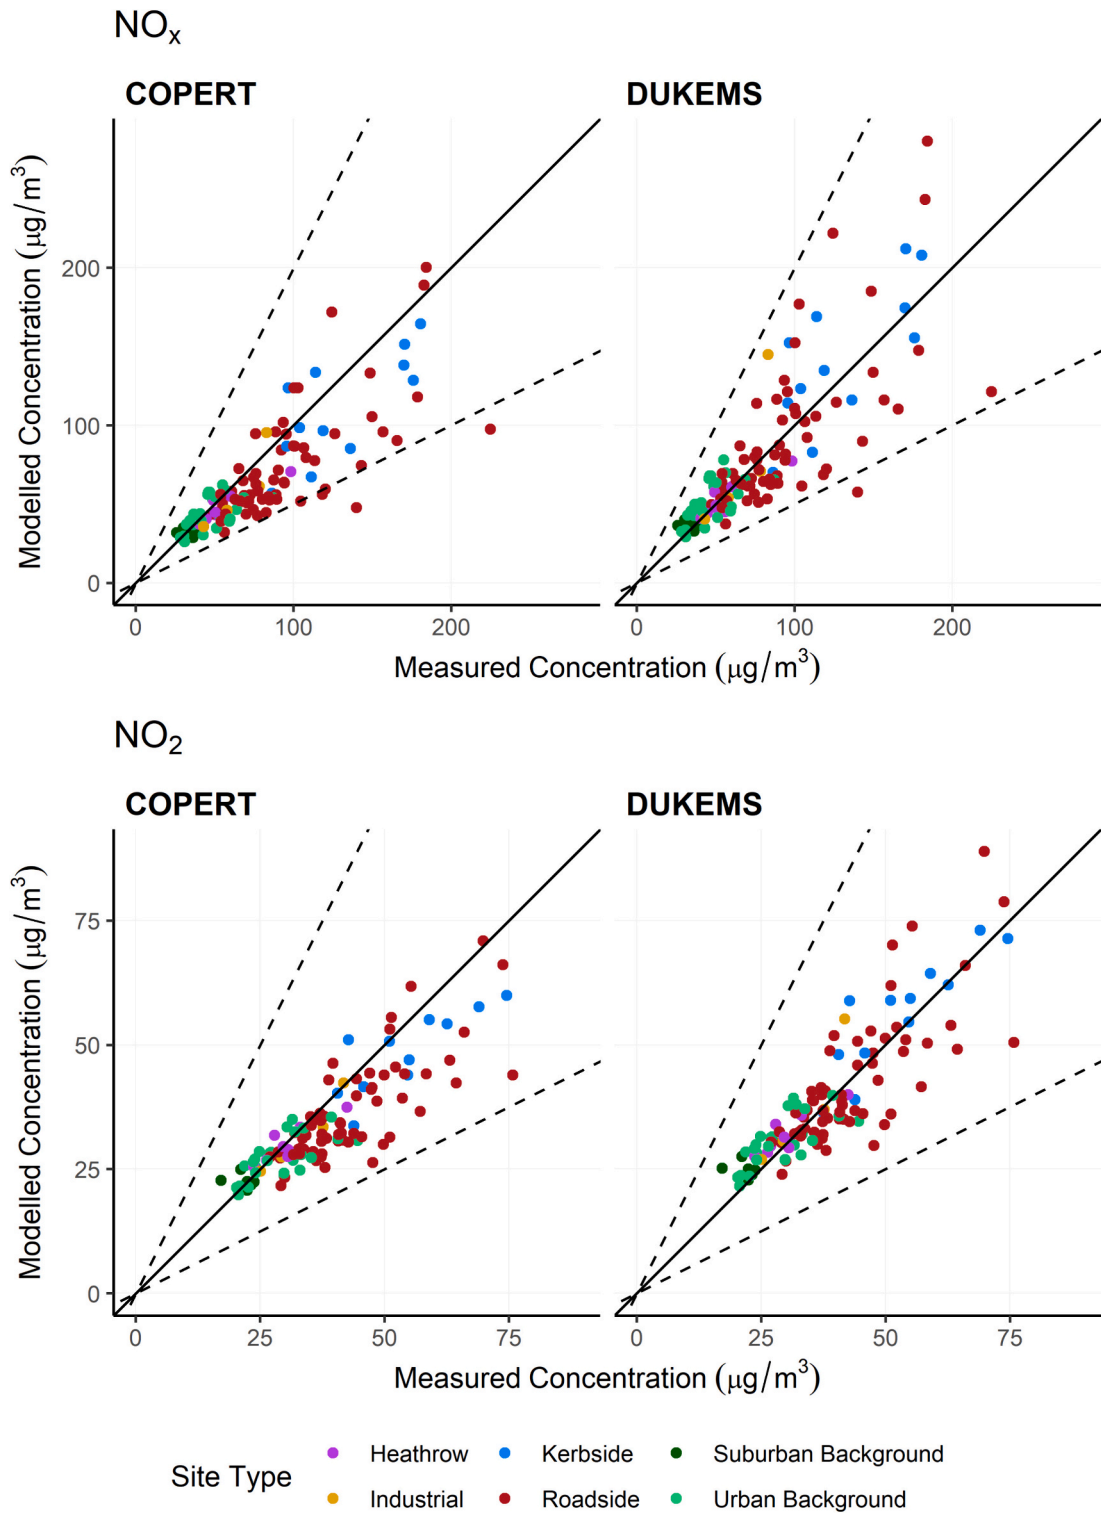 NOₓ
COPERT DUKEMS
Modelled Concentration (μg/m³)
200
100
0
0 100 200 0 100 200
Measured Concentration (μg/m³)
NO₂
COPERT DUKEMS
Modelled Concentration (μg/m³)
75
50
25
0
0 25 50 75 0 25 50 75
Measured Concentration (μg/m³)
Site Type
Heathrow Kerbside Suburban Background
Industrial Roadside Urban Background